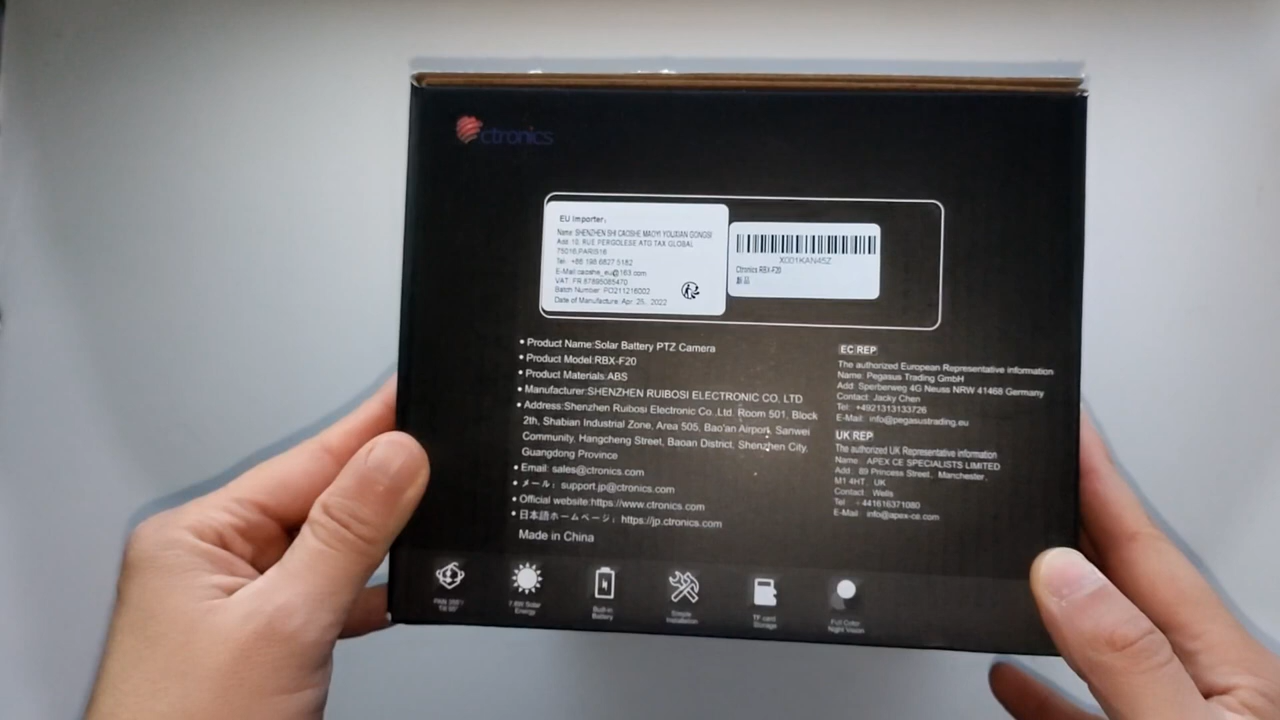 ctronics
EU Importer:
Name: SHENZHEN SHI CAOSHE MAOYI YOUXIAN GONGSI
Add: 10, RUE PERGOLESE ATG TAX GLOBAL
75016,PARIS16
Tel: +86 198 6827 5182
E-Mail:caoshe_eu@163.com
VAT: FR 87895085470
Batch Number: PO211216002
Date of Manufacture: Apr. 25, 2022
X001KAN45Z
Ctronics RBX-F20
新品
• Product Name:Solar Battery PTZ Camera
• Product Model:RBX-F20
• Product Materials:ABS
• Manufacturer:SHENZHEN RUIBOSI ELECTRONIC CO, LTD
• Address:Shenzhen Ruibosi Electronic Co.,Ltd. Room 501, Block
2th, Shabian Industrial Zone, Area 505, Bao'an Airport, Sanwei
Community, Hangcheng Street, Baoan District, Shenzhen City,
Guangdong Province
• Email: sales@ctronics.com
• メール: support.jp@ctronics.com
• Official website:https://www.ctronics.com
• 日本語ホームページ: https://jp.ctronics.com
Made in China
EC REP
The authorized European Representative information
Name: Pegasus Trading GmbH
Add: Sperberweg 4G Neuss NRW 41468 Germany
Contact: Jacky Chen
Tel: +4921313133726
E-Mail: info@pegasustrading.eu
UK REP
The authorized UK Representative information
Name: APEX CE SPECIALISTS LIMITED
Add: 89 Princess Street, Manchester,
M1 4HT, UK
Contact: Wells
Tel: +441616371080
E-Mail: info@apex-ce.com
PAN 355°
Tilt 95°
7.6W Solar
Energy
Built-in
Battery
Simple
Installation
TF card
Storage
Full Color
Night Vision